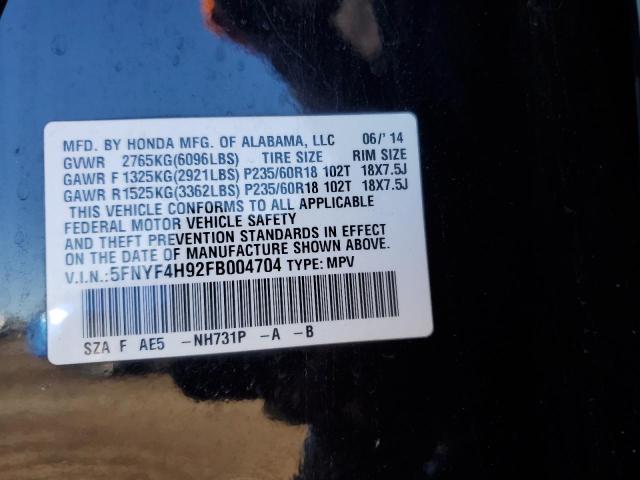 MFD. BY HONDA MFG. OF ALABAMA, LLC 06/'14
GVWR 2765KG(6096LBS) TIRE SIZE RIM SIZE
GAWR F 1325KG(2921LBS) P235/60R18 102T 18X7.5J
GAWR R1525KG(3362LBS) P235/60R18 102T 18X7.5J
THIS VEHICLE CONFORMS TO ALL APPLICABLE
FEDERAL MOTOR VEHICLE SAFETY
AND THEFT PREVENTION STANDARDS IN EFFECT
ON THE DATE OF MANUFACTURE SHOWN ABOVE.
V.I.N.:5FNYF4H92FB004704 TYPE: MPV
SZA F AE5 -NH731P -A -B